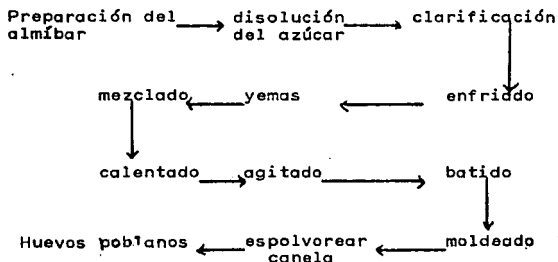 Preparación del almíbar
disolución del azúcar
clarificación
enfriado
yemas
mezclado
calentado
agitado
batido
moldeado
espolvorear canela
Huevos poblanos